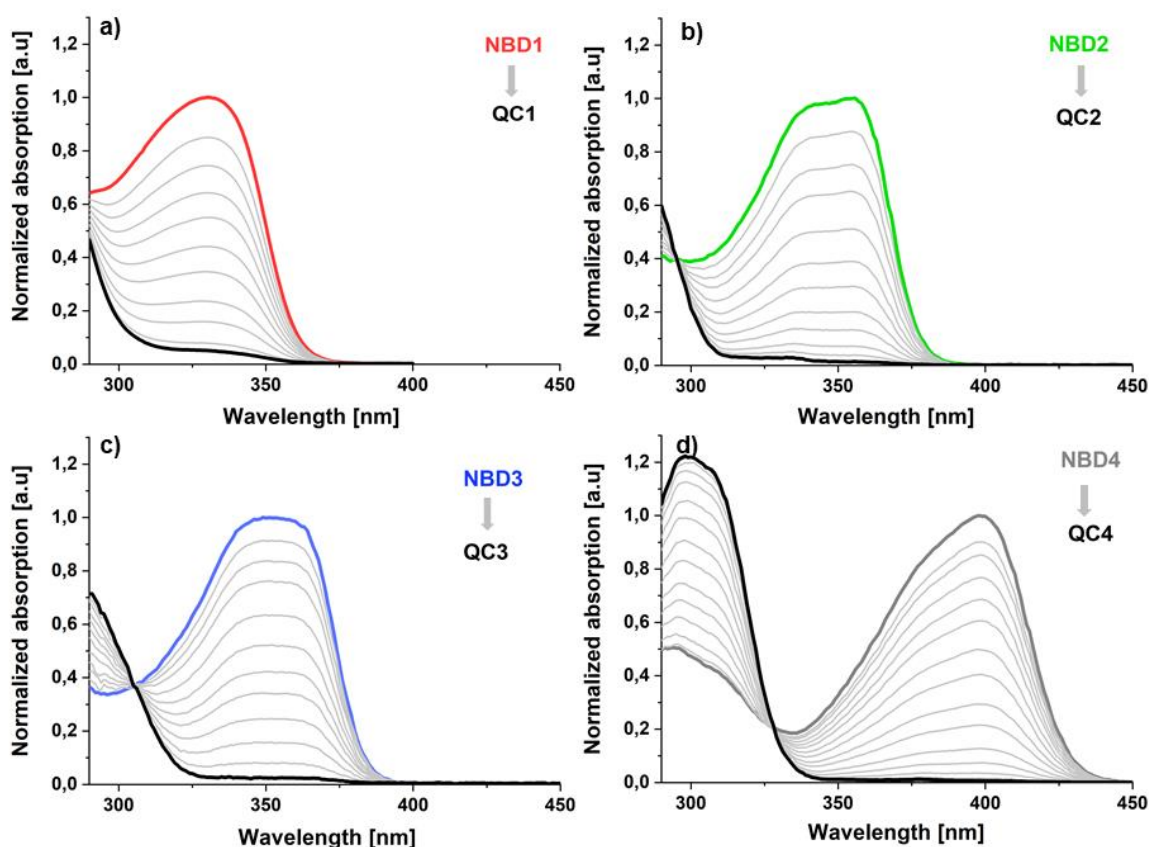 a)
Normalized absorption [a.u]
1,2
1,0
0,8
0,6
0,4
0,2
0,0
NBD1
QC1
300
350
400
450
Wavelength [nm]
b)
Normalized absorption [a.u]
1,2
1,0
0,8
0,6
0,4
0,2
0,0
NBD2
QC2
300
350
400
450
Wavelength [nm]
c)
Normalized absorption [a.u]
1,2
1,0
0,8
0,6
0,4
0,2
0,0
NBD3
QC3
300
350
400
450
Wavelength [nm]
d)
Normalized absorption [a.u]
1,2
1,0
0,8
0,6
0,4
0,2
0,0
NBD4
QC4
300
350
400
450
Wavelength [nm]